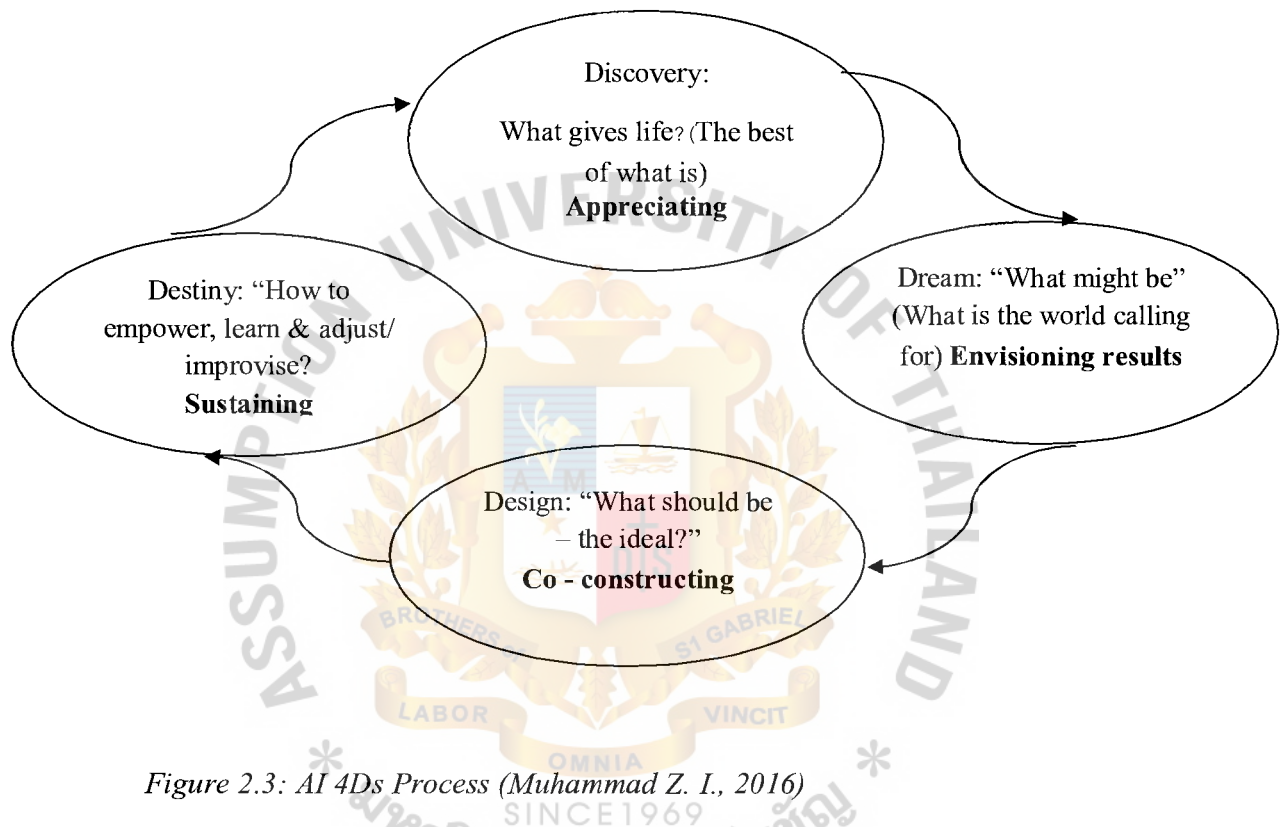 Discovery:
What gives life? (The best
of what is)
Appreciating
Dream: “What might be”
(What is the world calling
for) Envisioning results
Design: “What should be
– the ideal?”
Co - constructing
Destiny: “How to
empower, learn & adjust/
improvise?
Sustaining
ASSUMPTION UNIVERSITY OF THAILAND
A M
DS
BROTHERS OF
ST GABRIEL
LABOR
VINCIT
OMNIA
Figure 2.3: AI 4Ds Process (Muhammad Z. I., 2016)
SINCE1969